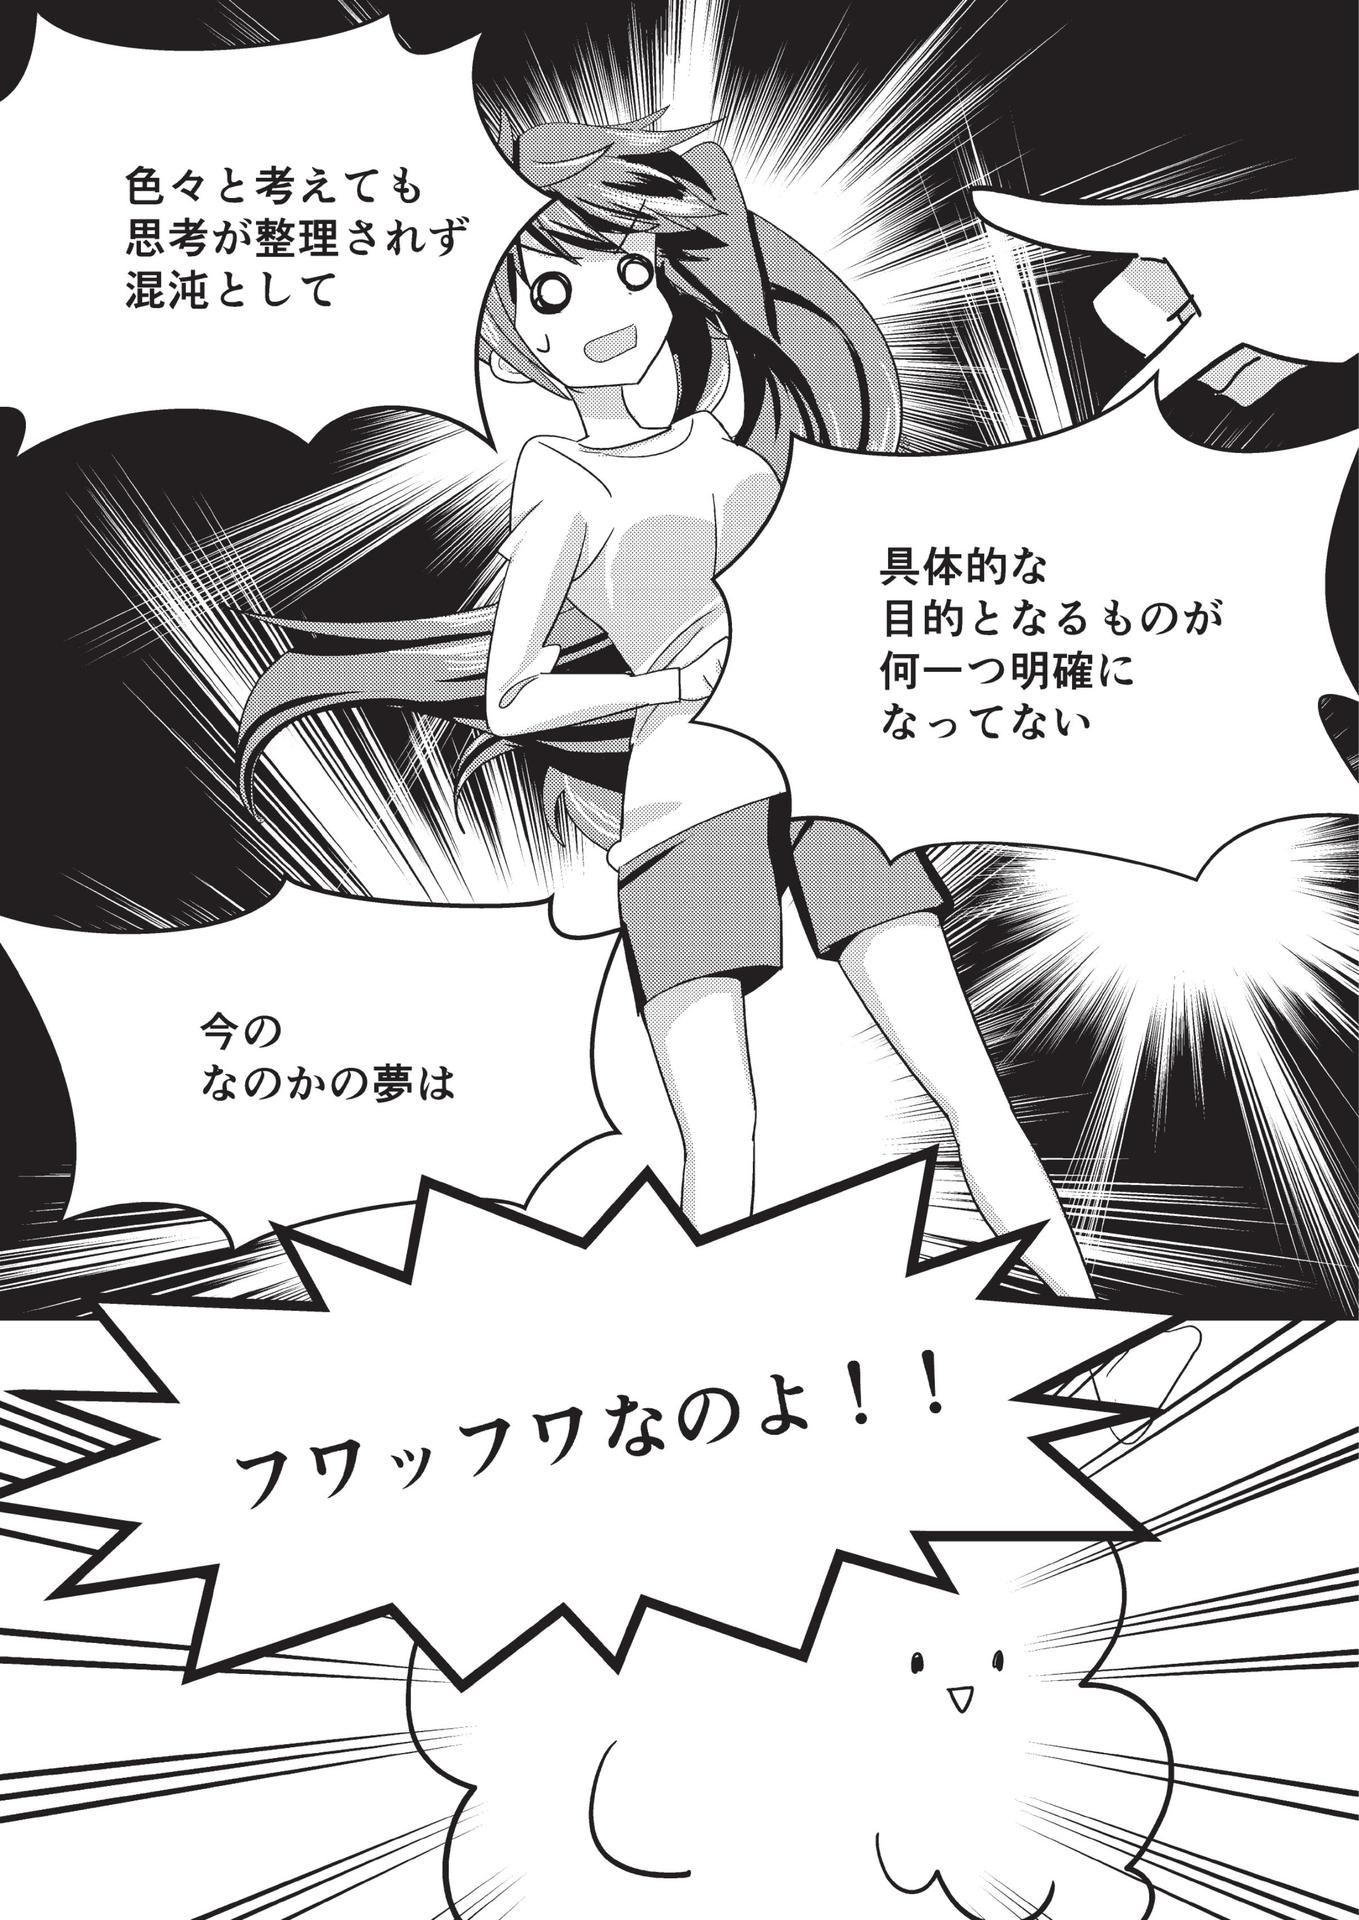 色々と考えても
思考が整理されず
混沌として
具体的な
目的となるものが
何一つ明確に
なってない
今の
なのかの夢は
フワッフワなのよ！！